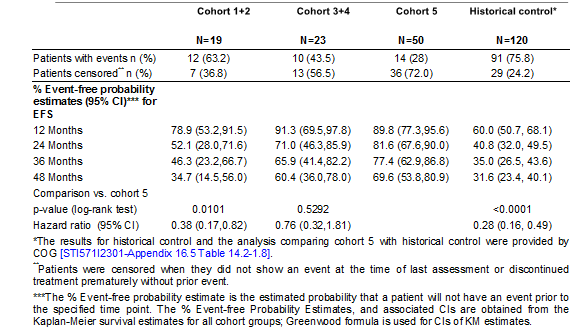 Cohort 1+2 Cohort 3+4 Cohort 5 Historical control*
N=19 N=23 N=50 N=120
Patients with events n (%) 12 (63.2) 10 (43.5) 14 (28) 91 (75.8)
Patients censored** n (%) 7 (36.8) 13 (56.5) 36 (72.0) 29 (24.2)
% Event-free probability
estimates (95% CI)*** for
EFS
12 Months 78.9 (53.2,91.5) 91.3 (69.5,97.8) 89.8 (77.3,95.6) 60.0 (50.7, 68.1)
24 Months 52.1 (28.0,71.6) 71.0 (46.3,85.9) 81.6 (67.6,90.0) 40.8 (32.0, 49.5)
36 Months 46.3 (23.2,66.7) 65.9 (41.4,82.2) 77.4 (62.9,86.8) 35.0 (26.5, 43.6)
48 Months 34.7 (14.5,56.0) 60.4 (36.0,78.0) 69.6 (53.8,80.9) 31.6 (23.4, 40.1)
Comparison vs. cohort 5
p-value (log-rank test) 0.0101 0.5292 <0.0001
Hazard ratio (95% CI) 0.38 (0.17,0.82) 0.76 (0.32,1.81) 0.28 (0.16, 0.49)
*The results for historical control and the analysis comparing cohort 5 with historical control were provided by
COG [STI571I2301-Appendix 16.5 Table 14.2-1.8].
**Patients were censored when they did not show an event at the time of last assessment or discontinued
treatment prematurely without prior event.
***The % Event-free probability estimate is the estimated probability that a patient will not have an event prior to
the specified time point. The % Event-free Probability Estimates, and associated CIs are obtained from the
Kaplan-Meier survival estimates for all cohort groups; Greenwood formula is used for CIs of KM estimates.